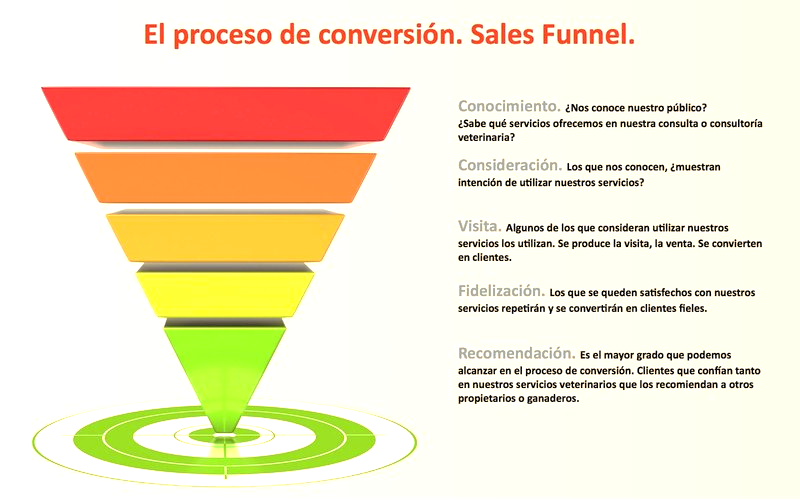 El proceso de conversión. Sales Funnel.
Conocimiento. ¿Nos conoce nuestro público?
¿Sabe qué servicios ofrecemos en nuestra consulta o consultoría
veterinaria?
Consideración. Los que nos conocen, ¿muestran
intención de utilizar nuestros servicios?
Visita. Algunos de los que consideran utilizar nuestros
servicios los utilizan. Se produce la visita, la venta. Se convierten
en clientes.
Fidelización. Los que se queden satisfechos con nuestros
servicios repetirán y se convertirán en clientes fieles.
Recomendación. Es el mayor grado que podemos
alcanzar en el proceso de conversión. Clientes que confían tanto
en nuestros servicios veterinarios que los recomiendan a otros
propietarios o ganaderos.